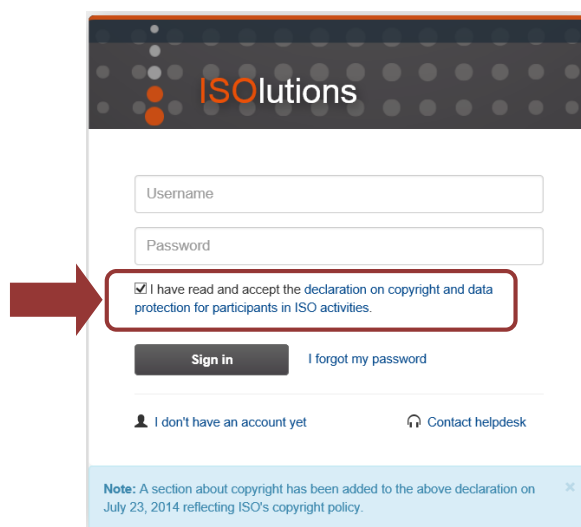 ISOlutions
Username
Password
I have read and accept the declaration on copyright and data
protection for participants in ISO activities.
Sign in
I forgot my password
I don't have an account yet
Contact helpdesk
Note: A section about copyright has been added to the above declaration on
July 23, 2014 reflecting ISO's copyright policy.